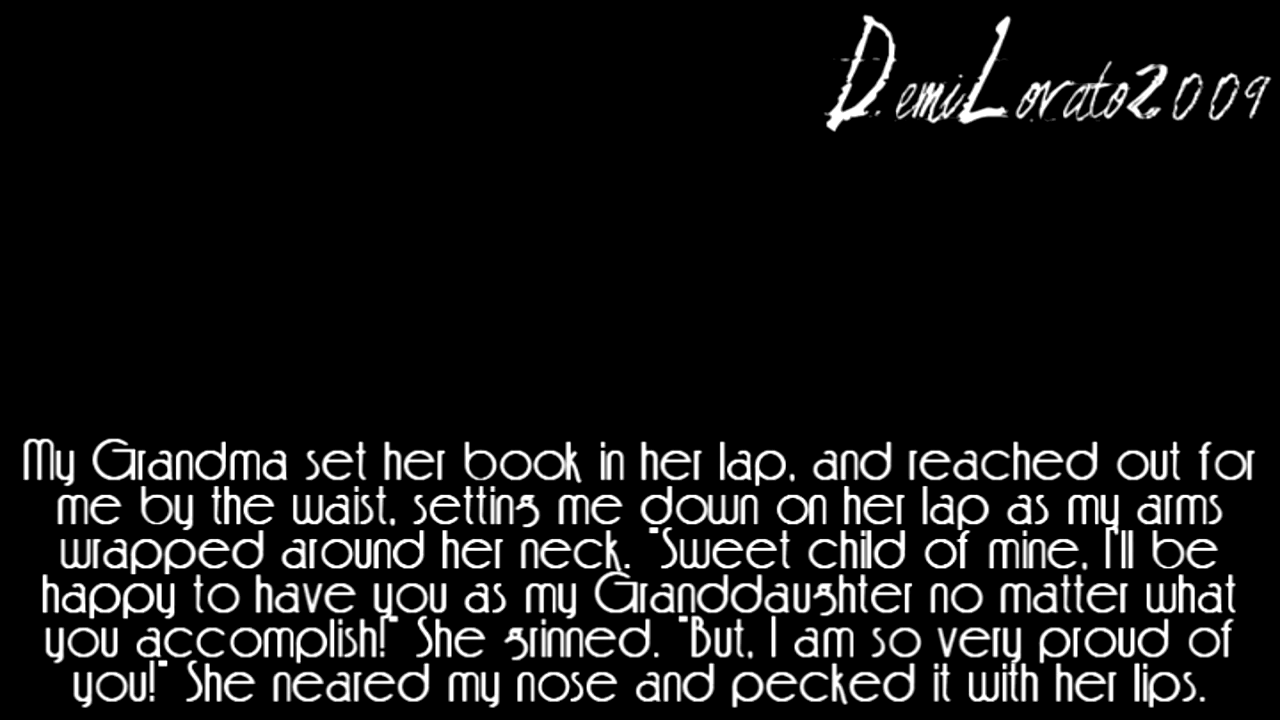 DemiLovato2009
My Grandma set her book in her lap, and reached out for
me by the waist, setting me down on her lap as my arms
wrapped around her neck. "Sweet child of mine, I'll be
happy to have you as my Granddaughter no matter what
you accomplish!" She grinned. "But, I am so very proud of
you!" She neared my nose and pecked it with her lips.